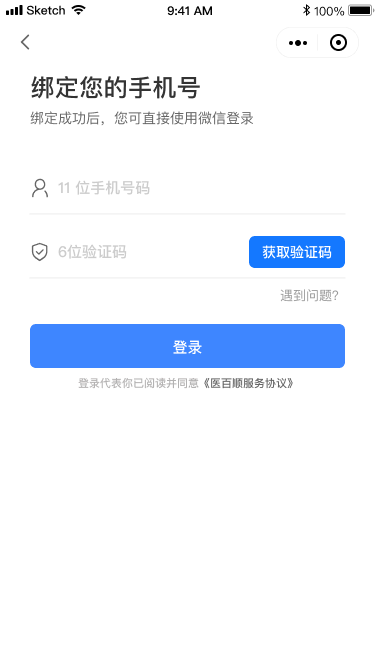 Sketch 9:41 AM 100%
绑定您的手机号
绑定成功后，您可直接使用微信登录
11 位手机号码
6位验证码 获取验证码
遇到问题?
登录
登录代表你已阅读并同意《医百顺服务协议》